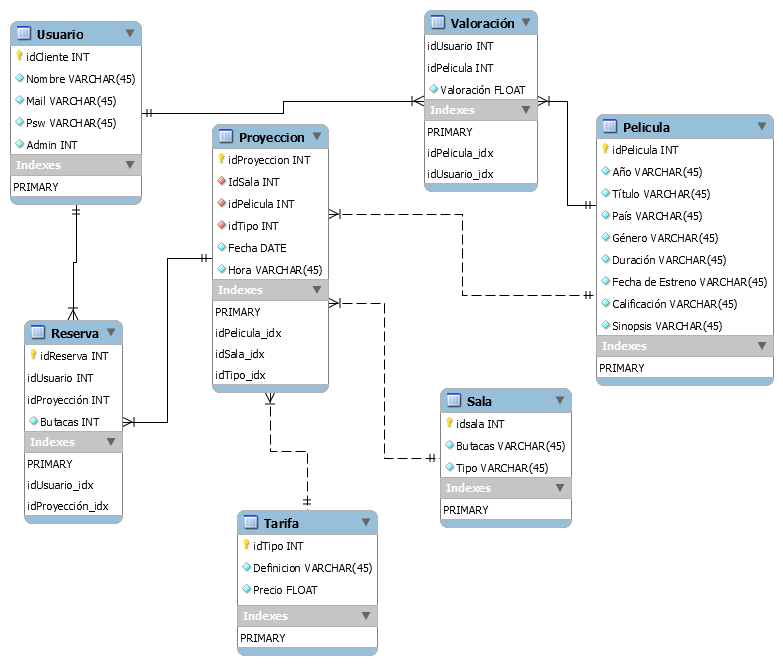 Usuario
idCliente INT
Nombre VARCHAR(45)
Mail VARCHAR(45)
Psw VARCHAR(45)
Admin INT
Indexes
PRIMARY
Valoración
idUsuario INT
idPelicula INT
Valoración FLOAT
Indexes
PRIMARY
idPelicula_idx
idUsuario_idx
Proyeccion
idProyeccion INT
IdSala INT
idPelicula INT
idTipo INT
Fecha DATE
Hora VARCHAR(45)
Indexes
PRIMARY
idPelicula_idx
idSala_idx
idTipo_idx
Pelicula
idPelicula INT
Año VARCHAR(45)
Título VARCHAR(45)
País VARCHAR(45)
Género VARCHAR(45)
Duración VARCHAR(45)
Fecha de Estreno VARCHAR(45)
Calificación VARCHAR(45)
Sinopsis VARCHAR(45)
Indexes
PRIMARY
Reserva
idReserva INT
idUsuario INT
idProyección INT
Butacas INT
Indexes
PRIMARY
idUsuario_idx
idProyección_idx
Sala
idsala INT
Butacas VARCHAR(45)
Tipo VARCHAR(45)
Indexes
PRIMARY
Tarifa
idTipo INT
Definicion VARCHAR(45)
Precio FLOAT
Indexes
PRIMARY